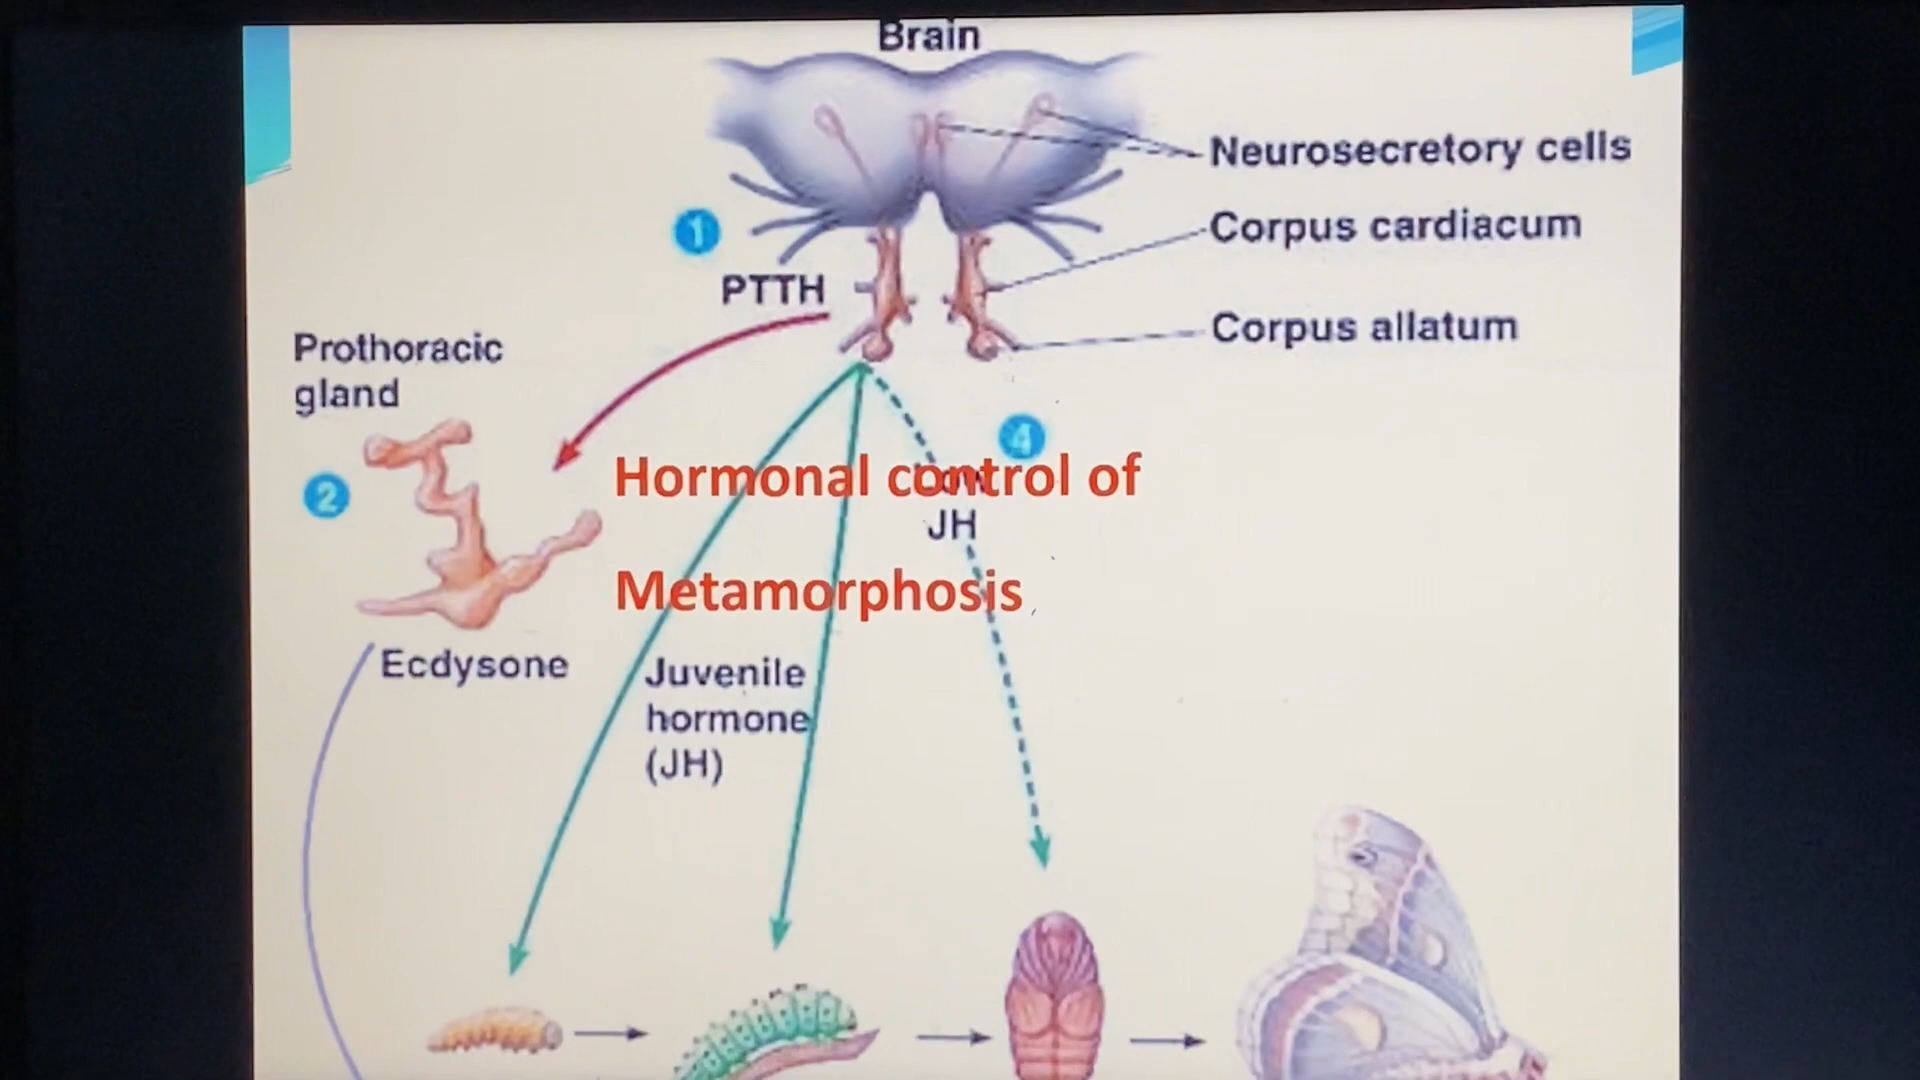 Brain
Neurosecretory cells
Corpus cardiacum
Corpus allatum
1
PTTH
Prothoracic
gland
2
4
Hormonal control of
JH
Metamorphosis
Ecdysone
Juvenile
hormone
(JH)